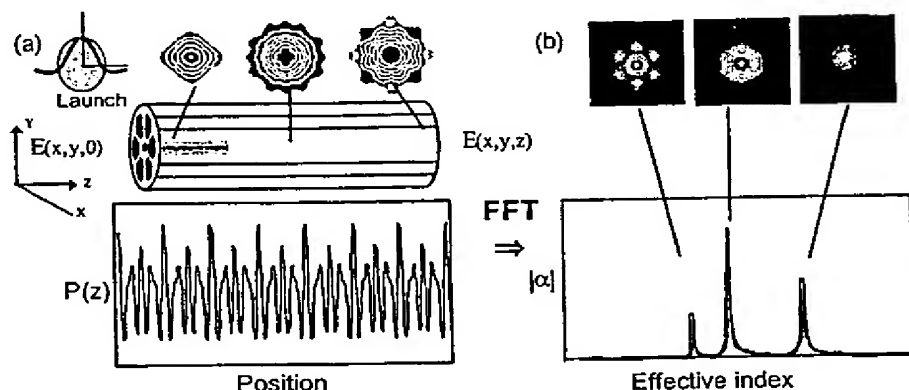 (a)
Launch
Y
E(x,y,0)
z
x
E(x,y,z)
P(z)
Position
FFT
⇒
(b)
|α|
Effective index